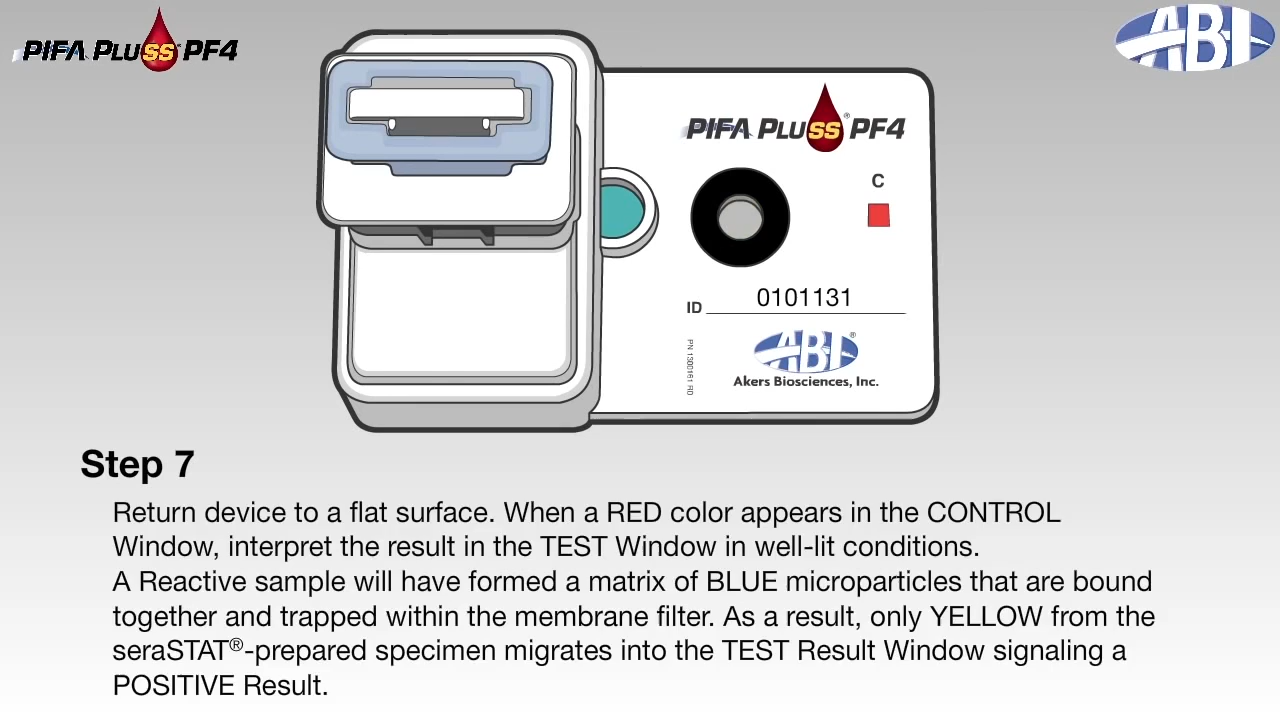 PIFA PLUSS PF4
ABI
PIFA PLUSS® PF4
C
ID 0101131
PN 1300161 R0
ABI®
Akers Biosciences, Inc.
Step 7
Return device to a flat surface. When a RED color appears in the CONTROL
Window, interpret the result in the TEST Window in well-lit conditions.
A Reactive sample will have formed a matrix of BLUE microparticles that are bound
together and trapped within the membrane filter. As a result, only YELLOW from the
seraSTAT®-prepared specimen migrates into the TEST Result Window signaling a
POSITIVE Result.